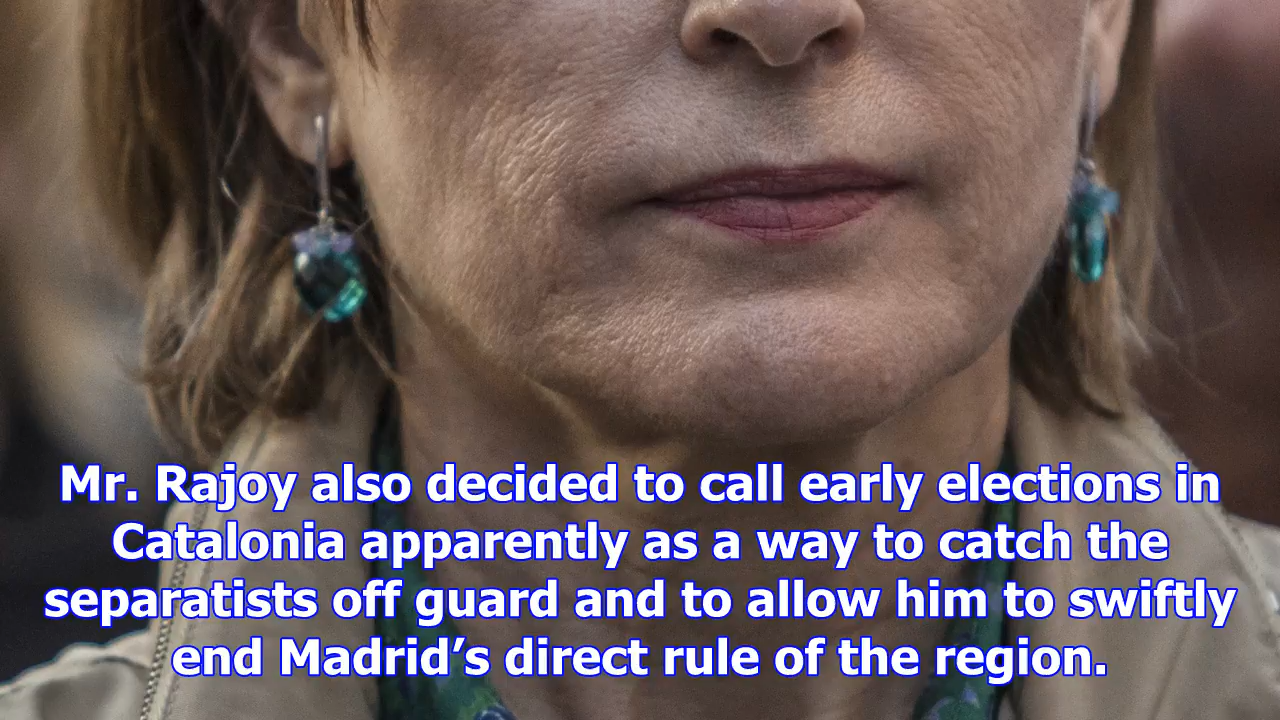 Mr. Rajoy also decided to call early elections in
Catalonia apparently as a way to catch the
separatists off guard and to allow him to swiftly
end Madrid’s direct rule of the region.